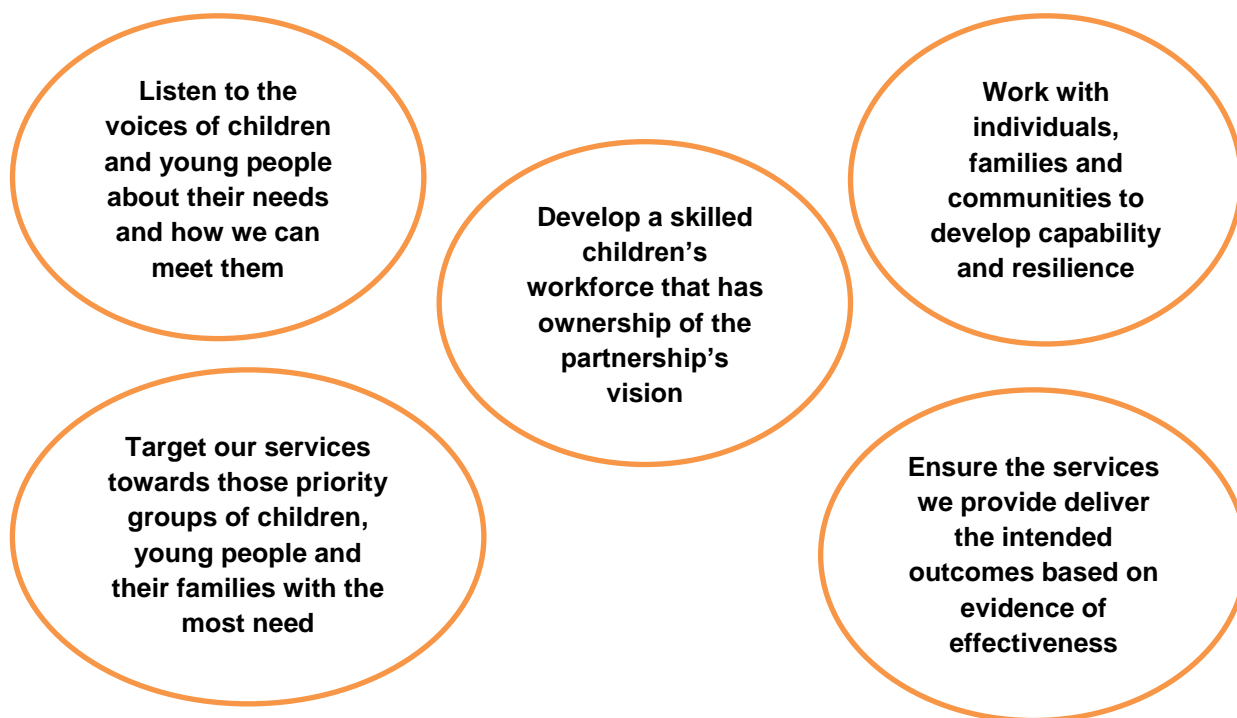 Listen to the
voices of children
and young people
about their needs
and how we can
meet them
Work with
individuals,
families and
communities to
develop capability
and resilience
Develop a skilled
children’s
workforce that has
ownership of the
partnership’s
vision
Target our services
towards those priority
groups of children,
young people and
their families with the
most need
Ensure the services
we provide deliver
the intended
outcomes based on
evidence of
effectiveness